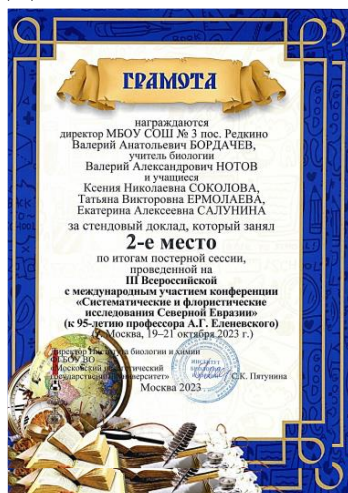 ГРАМОТА
награждаются
директор МБОУ СОШ № 3 пос. Редкино
Валерий Анатольевич БОРДАЧЕВ,
учитель биологии
Валерий Александрович НОТОВ
и учащиеся
Ксения Николаевна СОКОЛОВА,
Татьяна Викторовна ЕРМОЛАЕВА,
Екатерина Алексеевна САЛУНИНА
за стендовый доклад, который занял
2-е место
по итогам постерной сессии,
проведенной на
III Всероссийской
с международным участием конференции
«Систематические и флористические
исследования Северной Евразии»
(к 95-летию профессора А.Г. Еленевского)
Москва, 19–21 октября 2023 г.)
директор Института биологии и химии
ФГБОУ ВО
«Московский педагогический
государственный университет»
С.К. Пятунина
Москва 2023